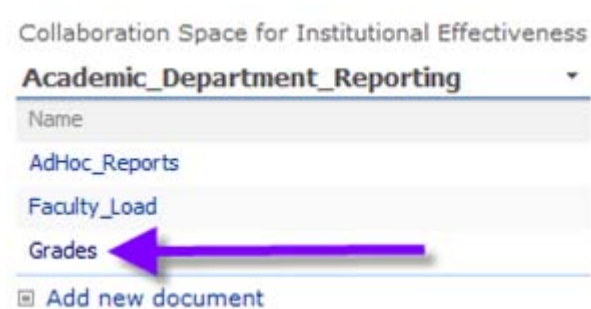 Collaboration Space for Institutional Effectiveness
Academic_Department_Reporting
Name
AdHoc_Reports
Faculty_Load
Grades
Add new document